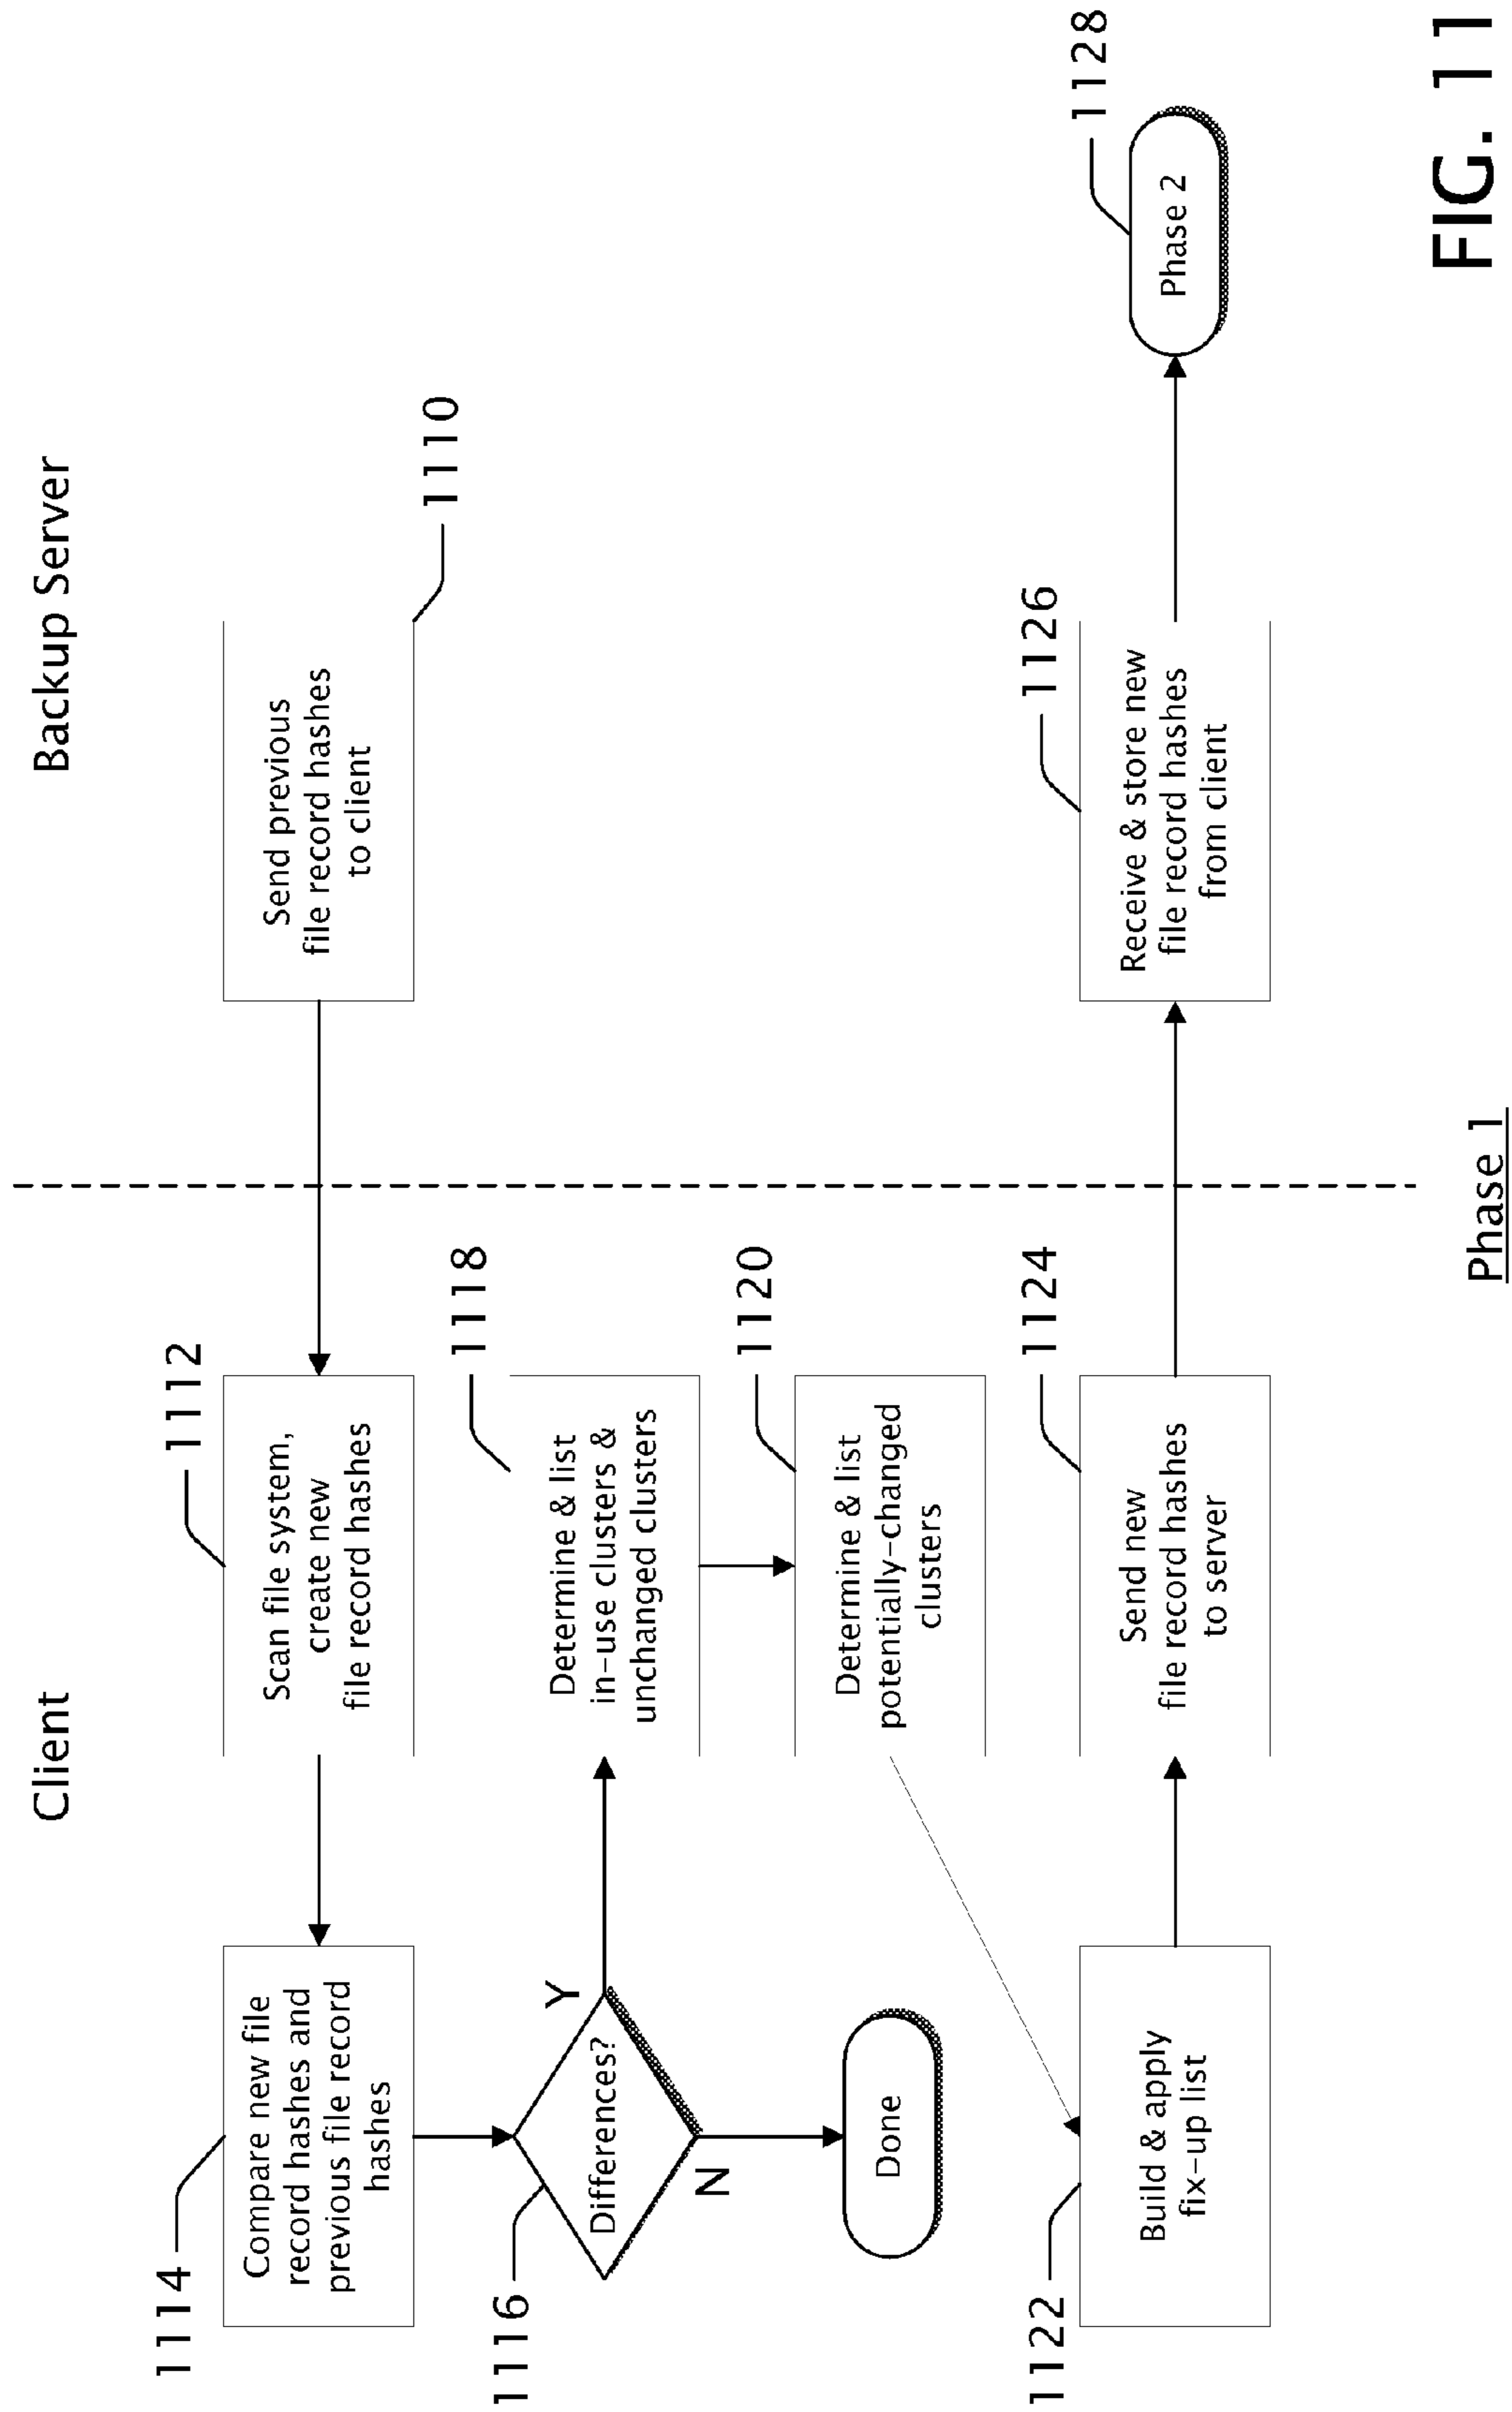 Client
Backup Server
1114
1112
Compare new file
record hashes and
previous file record
hashes
Scan file system,
create new
file record hashes
Send previous
file record hashes
to client
1110
1116
Differences?
Y
N
1118
Determine & list
in-use clusters &
unchanged clusters
Done
1120
Determine & list
potentially-changed
clusters
1122
Build & apply
fix-up list
1124
Send new
file record hashes
to server
1126
Receive & store new
file record hashes
from client
1128
Phase 2
Phase 1
FIG. 11